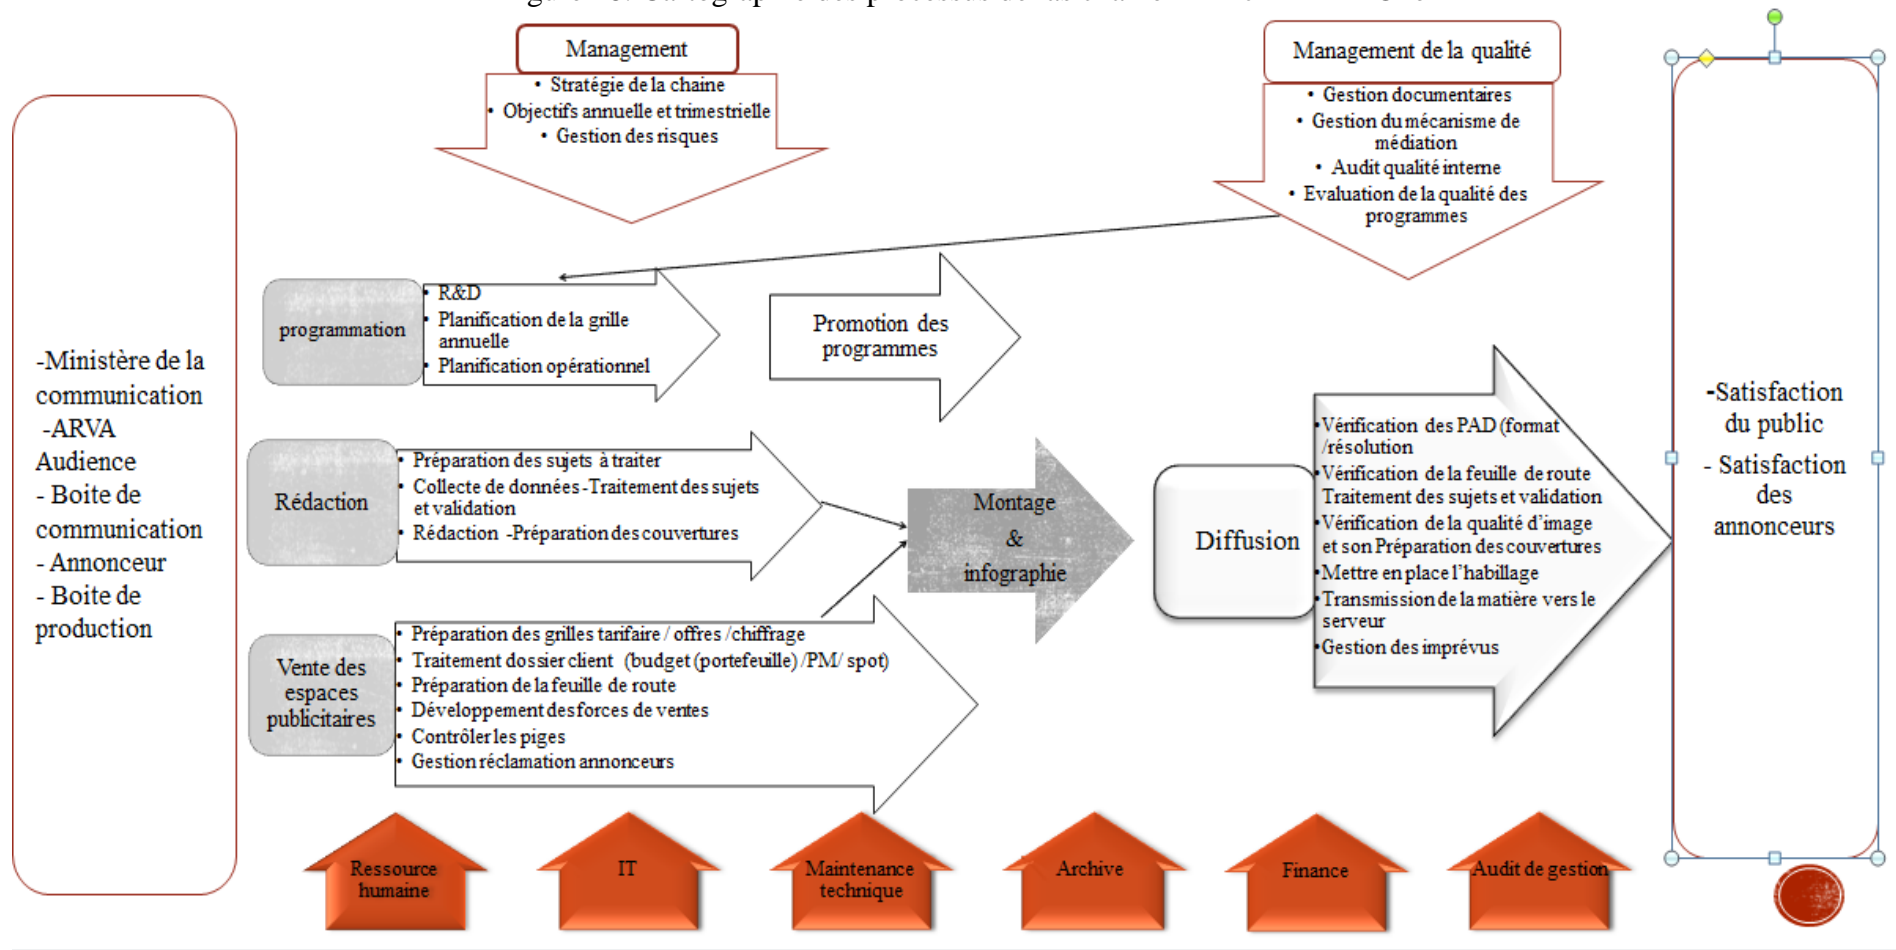 Management
• Stratégie de la chaine
• Objectifs annuelle et trimestrielle
• Gestion des risques
Management de la qualité
• Gestion documentaires
• Gestion du mécanisme de
médiation
• Audit qualité interne
• Evaluation de la qualité des
programmes
-Ministère de la
communication
-ARVA
Audience
- Boite de
communication
- Annonceur
- Boite de
production
programmation
• R&D
• Planification de la grille
annuelle
• Planification opérationnel
Promotion des
programmes
Rédaction
• Préparation des sujets à traiter
• Collecte de données -Traitement des sujets
et validation
• Rédaction -Préparation des couvertures
Montage
&
infographie
Vente des
espaces
publicitaires
• Préparation des grilles tarifaire / offres /chiffrage
• Traitement dossier client (budget (portefeuille) /PM/ spot)
• Préparation de la feuille de route
• Développement des forces de ventes
• Contrôler les piges
• Gestion réclamation annonceurs
Diffusion
•Vérification des PAD (format
/résolution
•Vérification de la feuille de route
Traitement des sujets et validation
•Vérification de la qualité d'image
et son Préparation des couvertures
•Mettre en place l'habillage
•Transmission de la matière vers le
serveur
•Gestion des imprévus
-Satisfaction
du public
- Satisfaction
des
annonceurs
Ressource
humaine
IT
Maintenance
technique
Archive
Finance
Audit de gestion